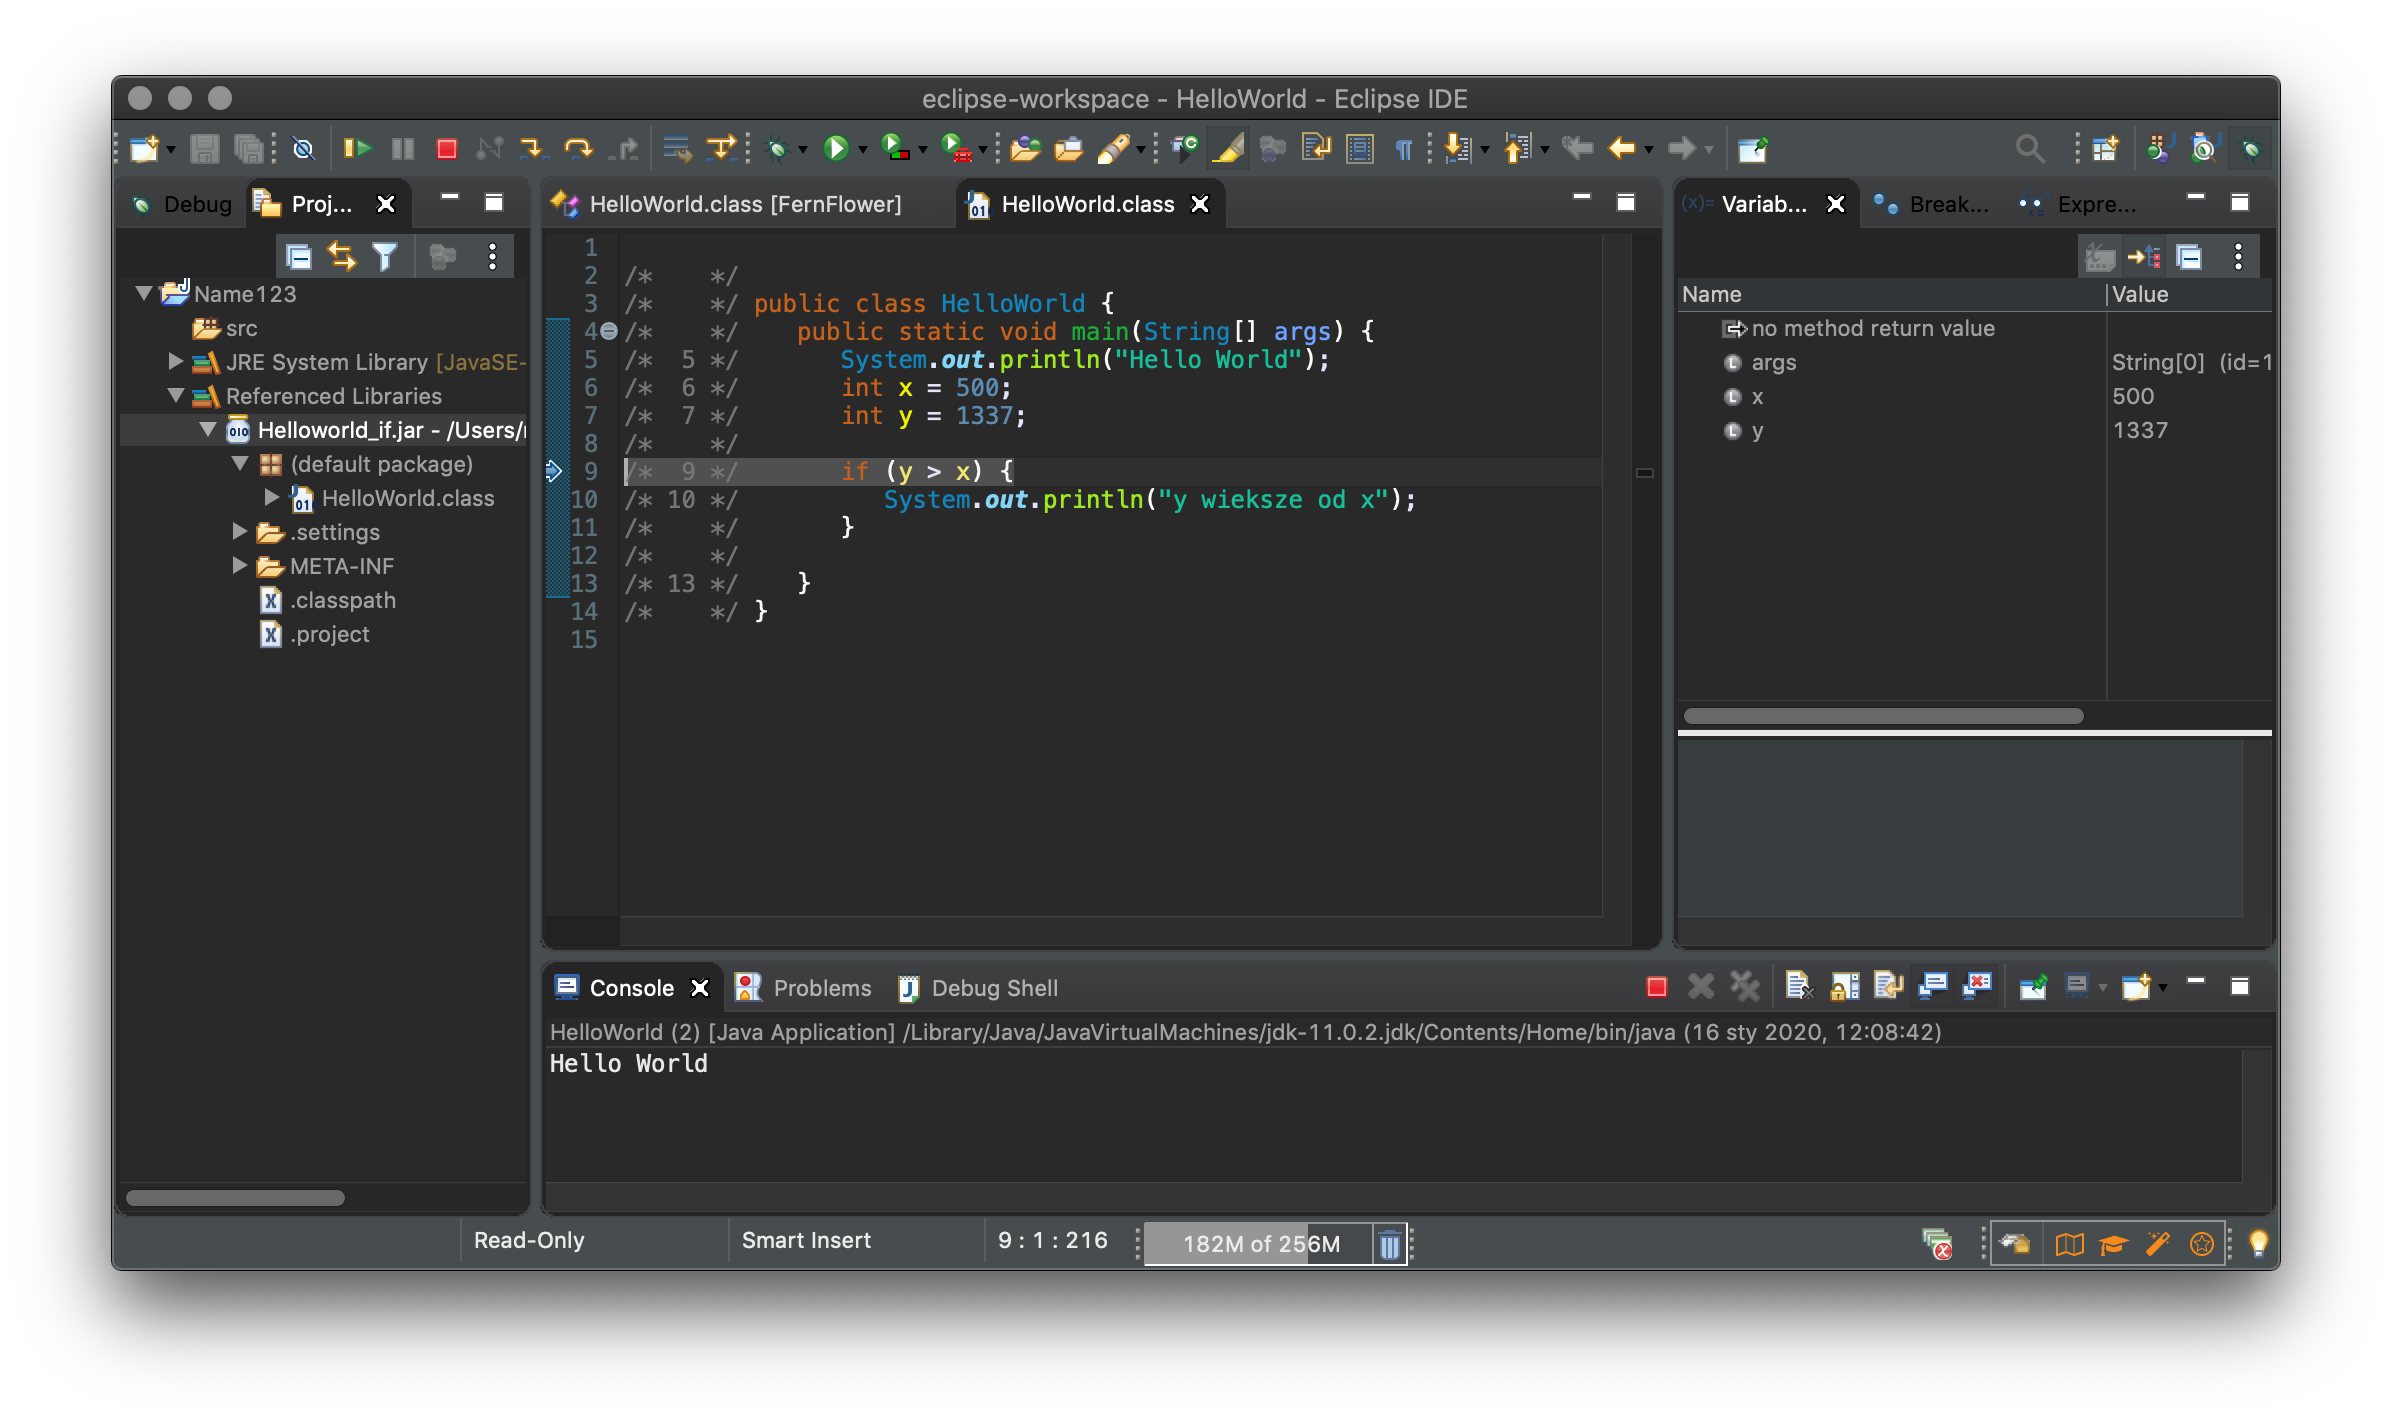 eclipse-workspace - HelloWorld - Eclipse IDE
Debug
Proj...
Name123
src
JRE System Library [JavaSE-
Referenced Libraries
Helloworld_if.jar - /Users/
(default package)
HelloWorld.class
.settings
META-INF
.classpath
.project
HelloWorld.class [FernFlower]
HelloWorld.class
1
2 /*    */
3 /*    */ public class HelloWorld {
4 /*    */    public static void main(String[] args) {
5 /*  5 */       System.out.println("Hello World");
6 /*  6 */       int x = 500;
7 /*  7 */       int y = 1337;
8 /*    */
9 /*  9 */       if (y > x) {
10 /* 10 */          System.out.println("y wieksze od x");
11 /*    */       }
12 /*    */
13 /* 13 */    }
14 /*    */ }
15
(x)= Variab...
Break...
Expre...
Name Value
no method return value
args String[0] (id=1
x 500
y 1337
Console
Problems
Debug Shell
HelloWorld (2) [Java Application] /Library/Java/JavaVirtualMachines/jdk-11.0.2.jdk/Contents/Home/bin/java (16 sty 2020, 12:08:42)
Hello World
Read-Only
Smart Insert
9 : 1 : 216
182M of 256M